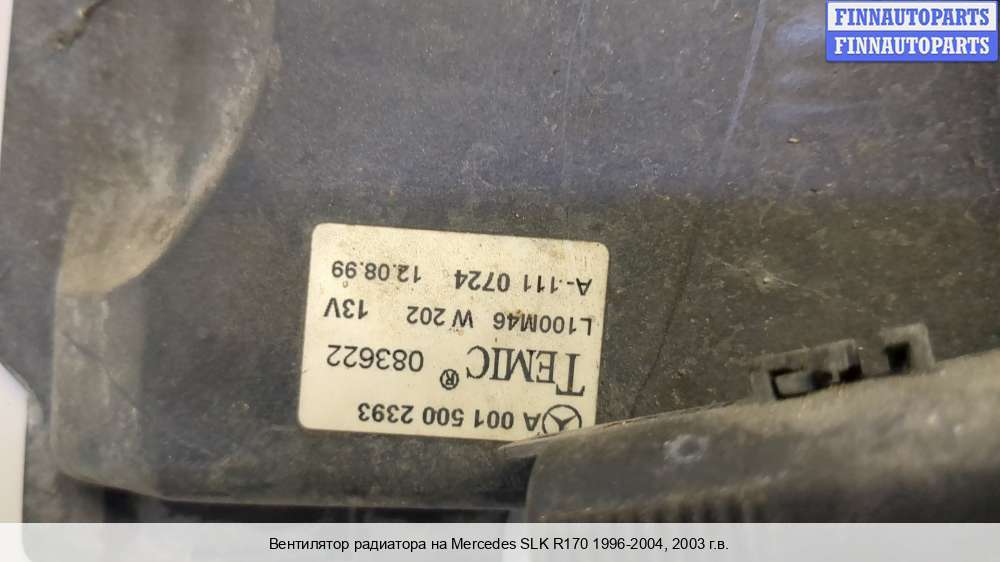 FINNAUTOPARTS
FINNAUTOPARTS
A 001 500 2393
TEMIC® 083622
L100M46 W 202 13V
A-.111 0724 12.08.99
Вентилятор радиатора на Mercedes SLK R170 1996-2004, 2003 г.в.